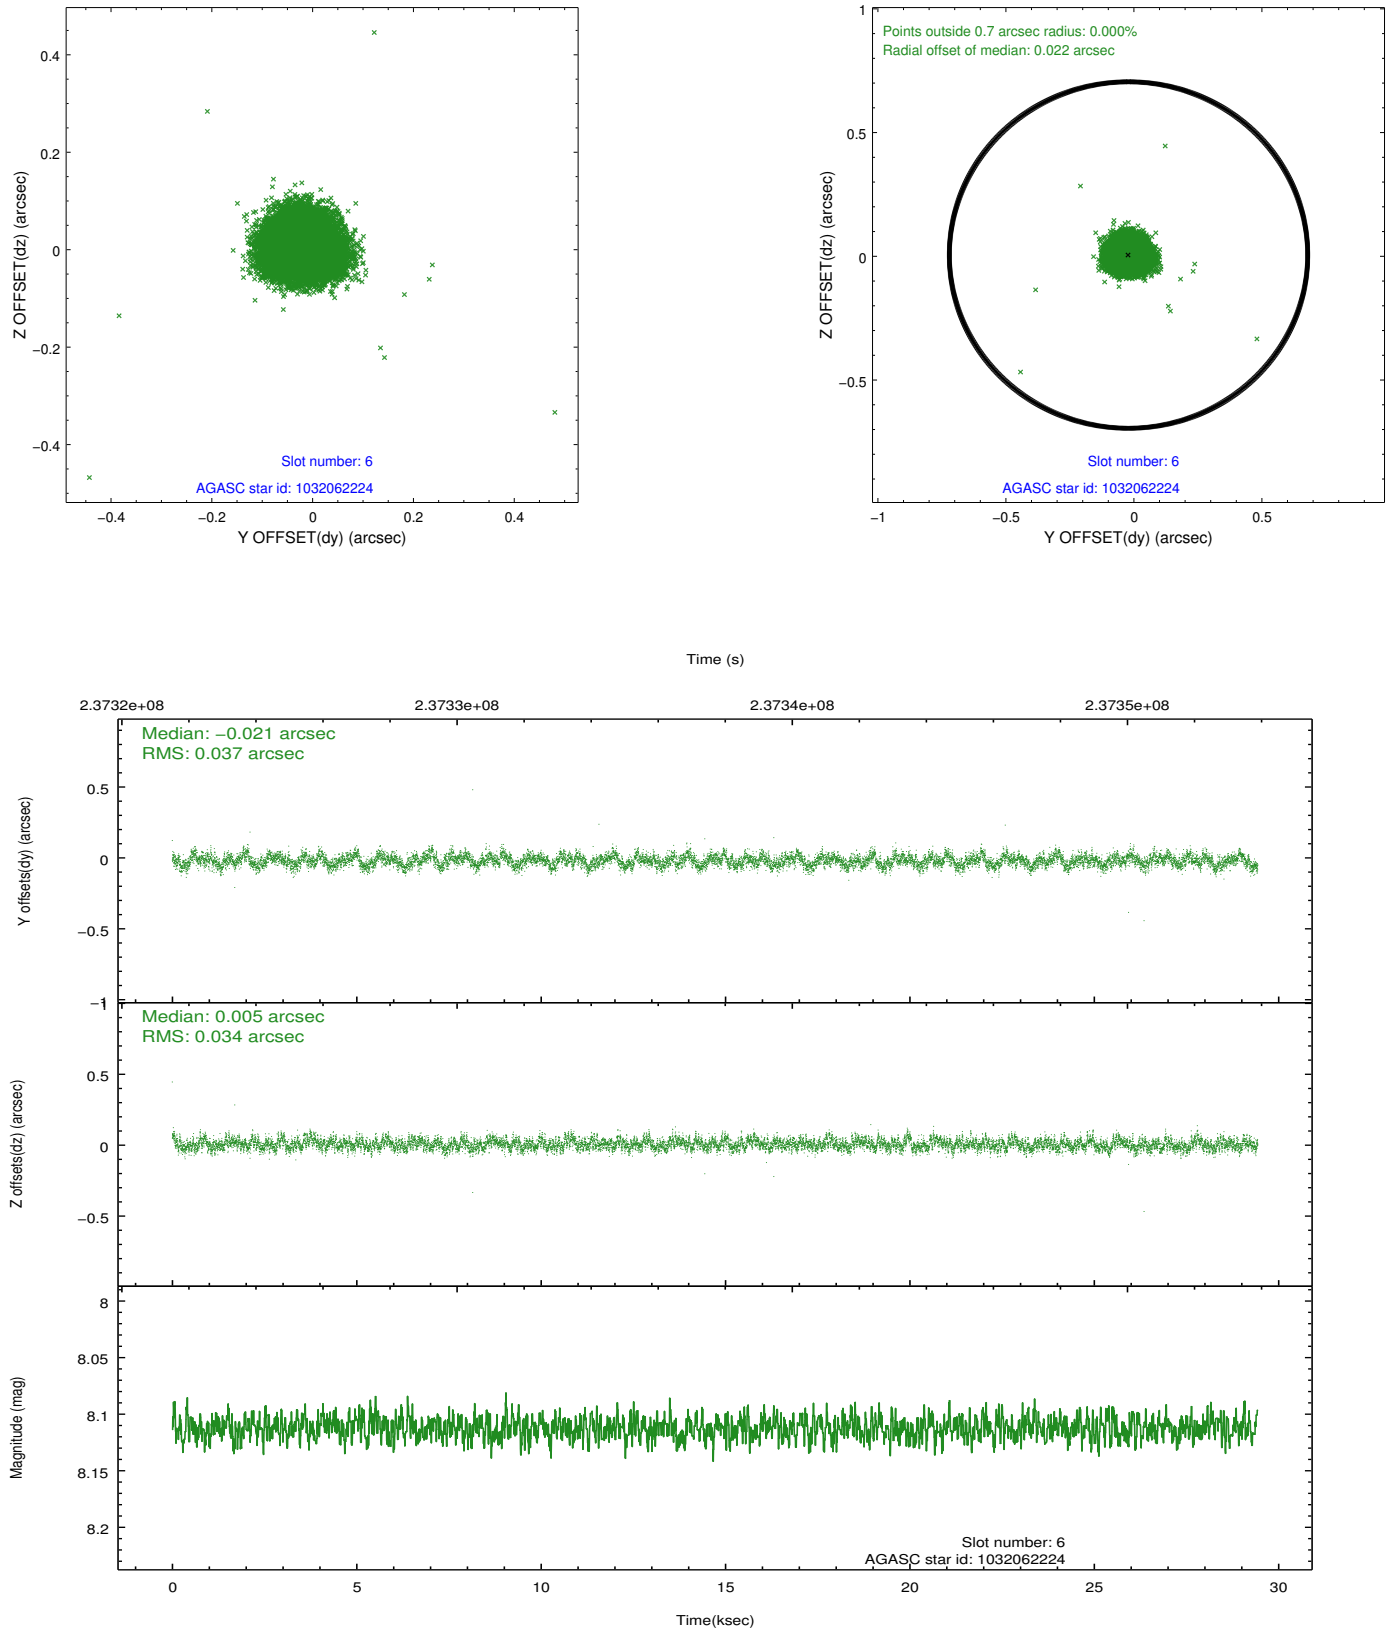 0.4
0.2
0
−0.2
−0.4
Z OFFSET(dz) (arcsec)
Slot number: 6
AGASC star id: 1032062224
−0.4
−0.2
0
0.2
0.4
Y OFFSET(dy) (arcsec)
1
0.5
0
−0.5
Z OFFSET(dz) (arcsec)
Points outside 0.7 arcsec radius: 0.000%
Radial offset of median: 0.022 arcsec
Slot number: 6
AGASC star id: 1032062224
−1
−0.5
0
0.5
Y OFFSET(dy) (arcsec)
Time (s)
2.3732e+08
2.3733e+08
2.3734e+08
2.3735e+08
Median: −0.021 arcsec
RMS: 0.037 arcsec
0.5
0
−0.5
−1
Y offsets(dy) (arcsec)
Median: 0.005 arcsec
RMS: 0.034 arcsec
0.5
0
−0.5
Z offsets(dz) (arcsec)
8
8.05
8.1
8.15
8.2
Magnitude (mag)
Slot number: 6
AGASC star id: 1032062224
0
5
10
15
20
25
30
Time(ksec)